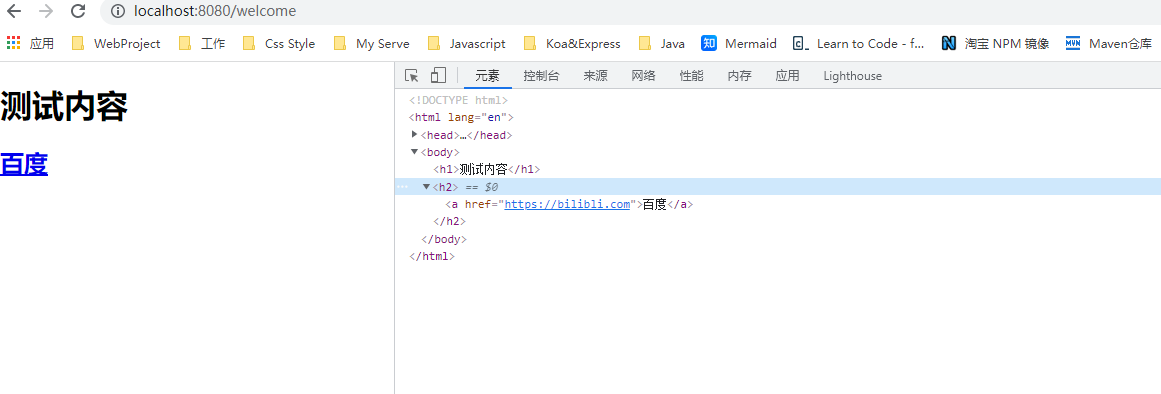 localhost:8080/welcome
应用 WebProject 工作 Css Style My Serve Javascript Koa&Express Java 知 Mermaid Learn to Code - f... N 淘宝 NPM 镜像 MVN Maven仓库
元素 控制台 来源 网络 性能 内存 应用 Lighthouse
测试内容
百度
<!DOCTYPE html>
<html lang="en">
<head>…</head>
<body>
<h1>测试内容</h1>
<h2> == $0
<a href="https://bilibli.com">百度</a>
</h2>
</body>
</html>